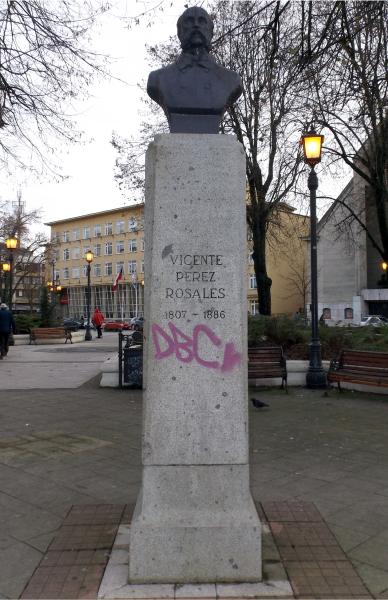 VICENTE
PEREZ
ROSALES
1807 - 1886
DBC